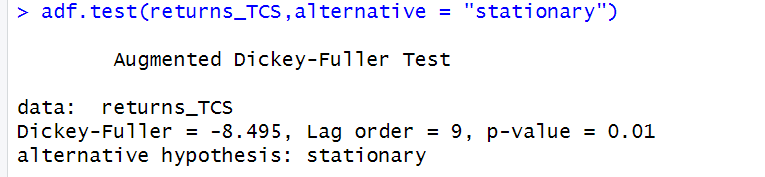 > adf.test(returns_TCS,alternative = "stationary")
Augmented Dickey-Fuller Test
data:  returns_TCS
Dickey-Fuller = -8.495, Lag order = 9, p-value = 0.01
alternative hypothesis: stationary